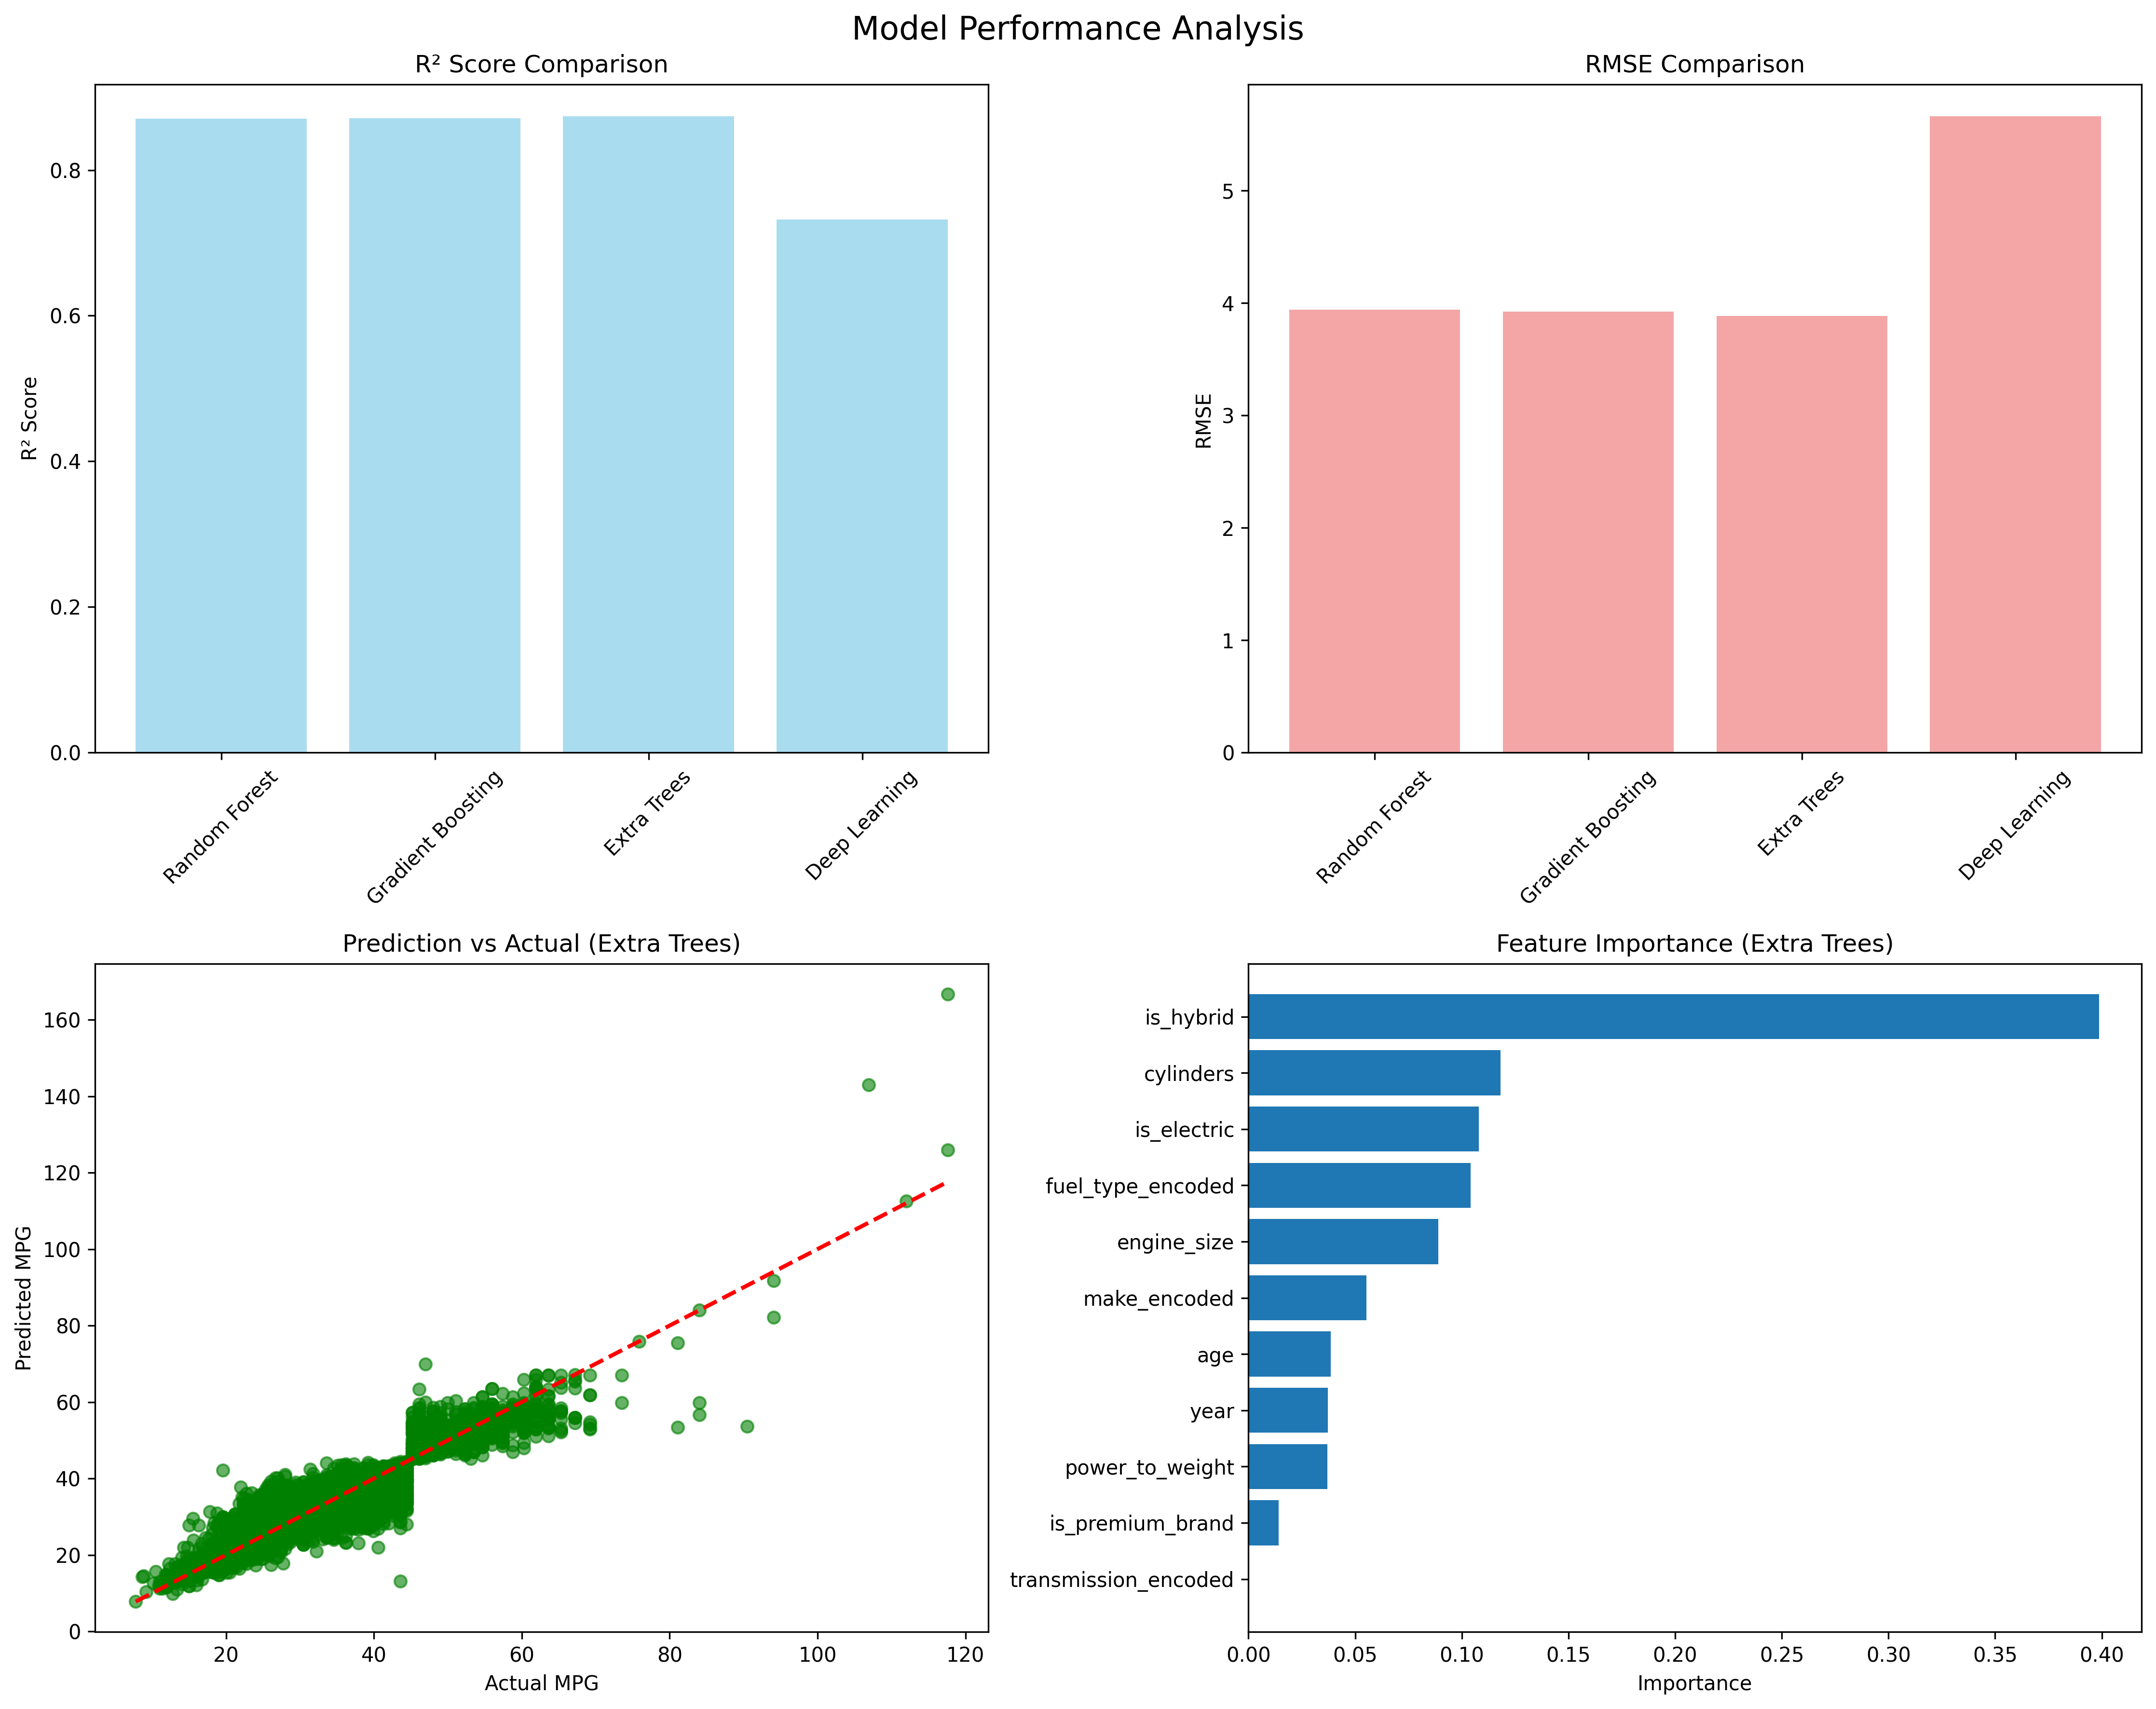 Model Performance Analysis
R² Score Comparison
R² Score
0.8
0.6
0.4
0.2
0.0
Random Forest
Gradient Boosting
Extra Trees
Deep Learning
RMSE Comparison
RMSE
5
4
3
2
1
0
Random Forest
Gradient Boosting
Extra Trees
Deep Learning
Prediction vs Actual (Extra Trees)
Predicted MPG
160
140
120
100
80
60
40
20
0
20 40 60 80 100 120
Actual MPG
Feature Importance (Extra Trees)
is_hybrid
cylinders
is_electric
fuel_type_encoded
engine_size
make_encoded
age
year
power_to_weight
is_premium_brand
transmission_encoded
0.00 0.05 0.10 0.15 0.20 0.25 0.30 0.35 0.40
Importance